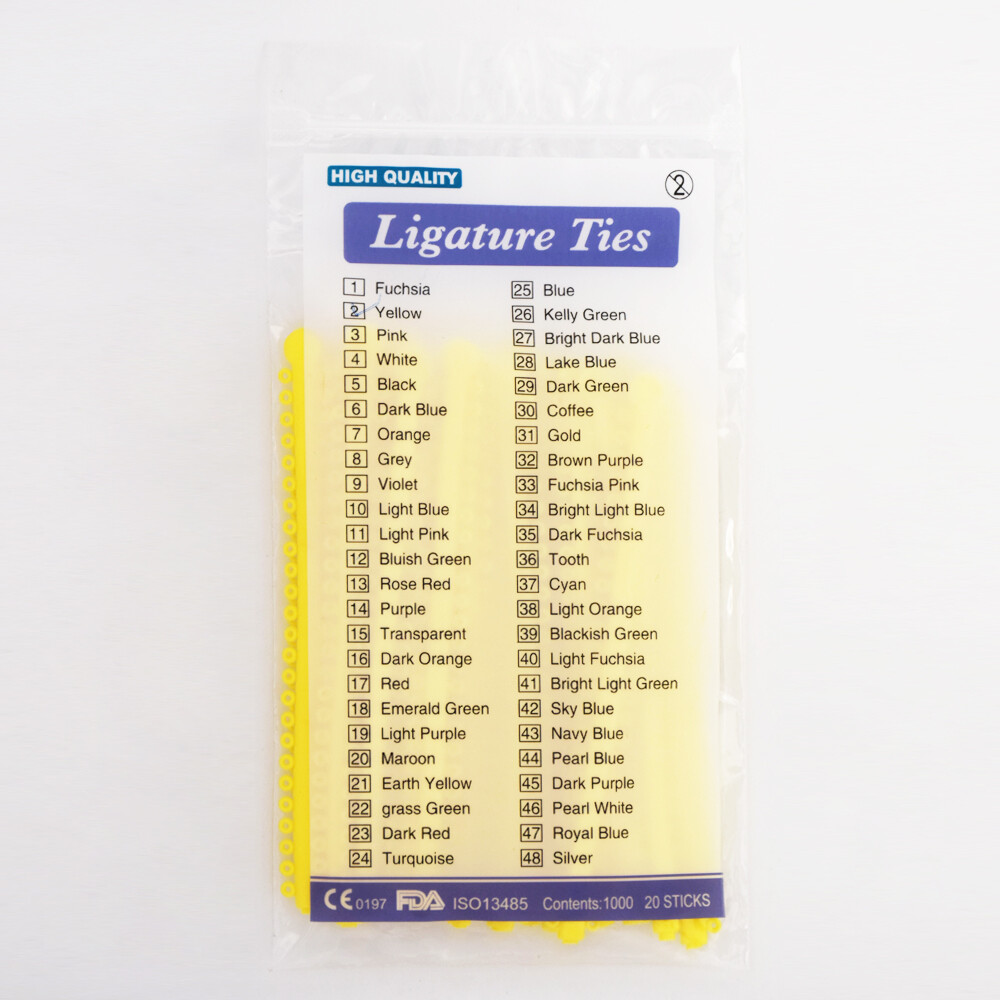 HIGH QUALITY
2
Ligature Ties
1 Fuchsia
2 Yellow
3 Pink
4 White
5 Black
6 Dark Blue
7 Orange
8 Grey
9 Violet
10 Light Blue
11 Light Pink
12 Bluish Green
13 Rose Red
14 Purple
15 Transparent
16 Dark Orange
17 Red
18 Emerald Green
19 Light Purple
20 Maroon
21 Earth Yellow
22 grass Green
23 Dark Red
24 Turquoise
25 Blue
26 Kelly Green
27 Bright Dark Blue
28 Lake Blue
29 Dark Green
30 Coffee
31 Gold
32 Brown Purple
33 Fuchsia Pink
34 Bright Light Blue
35 Dark Fuchsia
36 Tooth
37 Cyan
38 Light Orange
39 Blackish Green
40 Light Fuchsia
41 Bright Light Green
42 Sky Blue
43 Navy Blue
44 Pearl Blue
45 Dark Purple
46 Pearl White
47 Royal Blue
48 Silver
CE 0197 FDA ISO13485 Contents:1000 20 STICKS